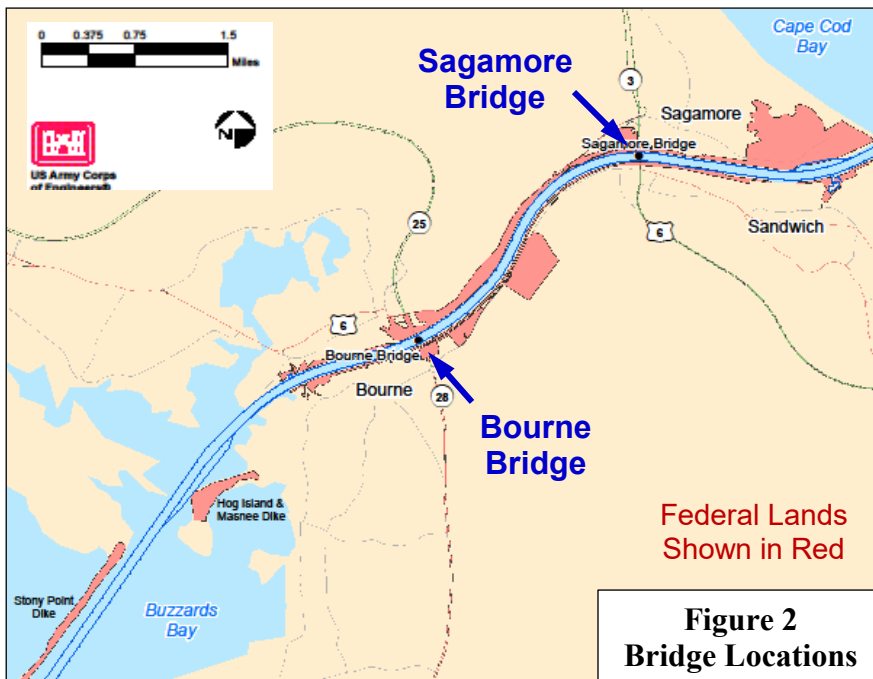 0 0.375 0.75 1.5
Miles
N
US Army Corps
of Engineers®
Cape Cod
Bay
Sagamore
Bridge
3
Sagamore
Sagamore Bridge
6
Sandwich
25
6
Bourne Bridge
Bourne
28
Bourne
Bridge
Hog Island &
Masnee Dike
Stony Point
Dike
Buzzards
Bay
Federal Lands
Shown in Red
Figure 2
Bridge Locations